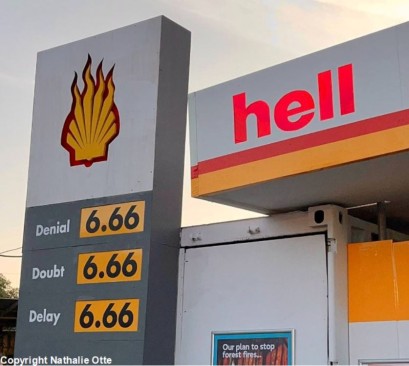 hell
Denial 6.66
Doubt 6.66
Delay 6.66
Our plan to stop
forest fires...
Copyright Nathalie Otte